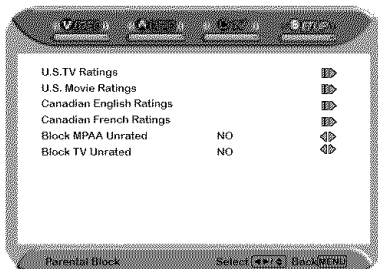 U.S.TV Ratings
U.S. Movie Ratings
Canadian English Ratings
Canadian French Ratings
Block MPAA Unrated NO
Block TV Unrated NO
Parental Block Select Back MENU